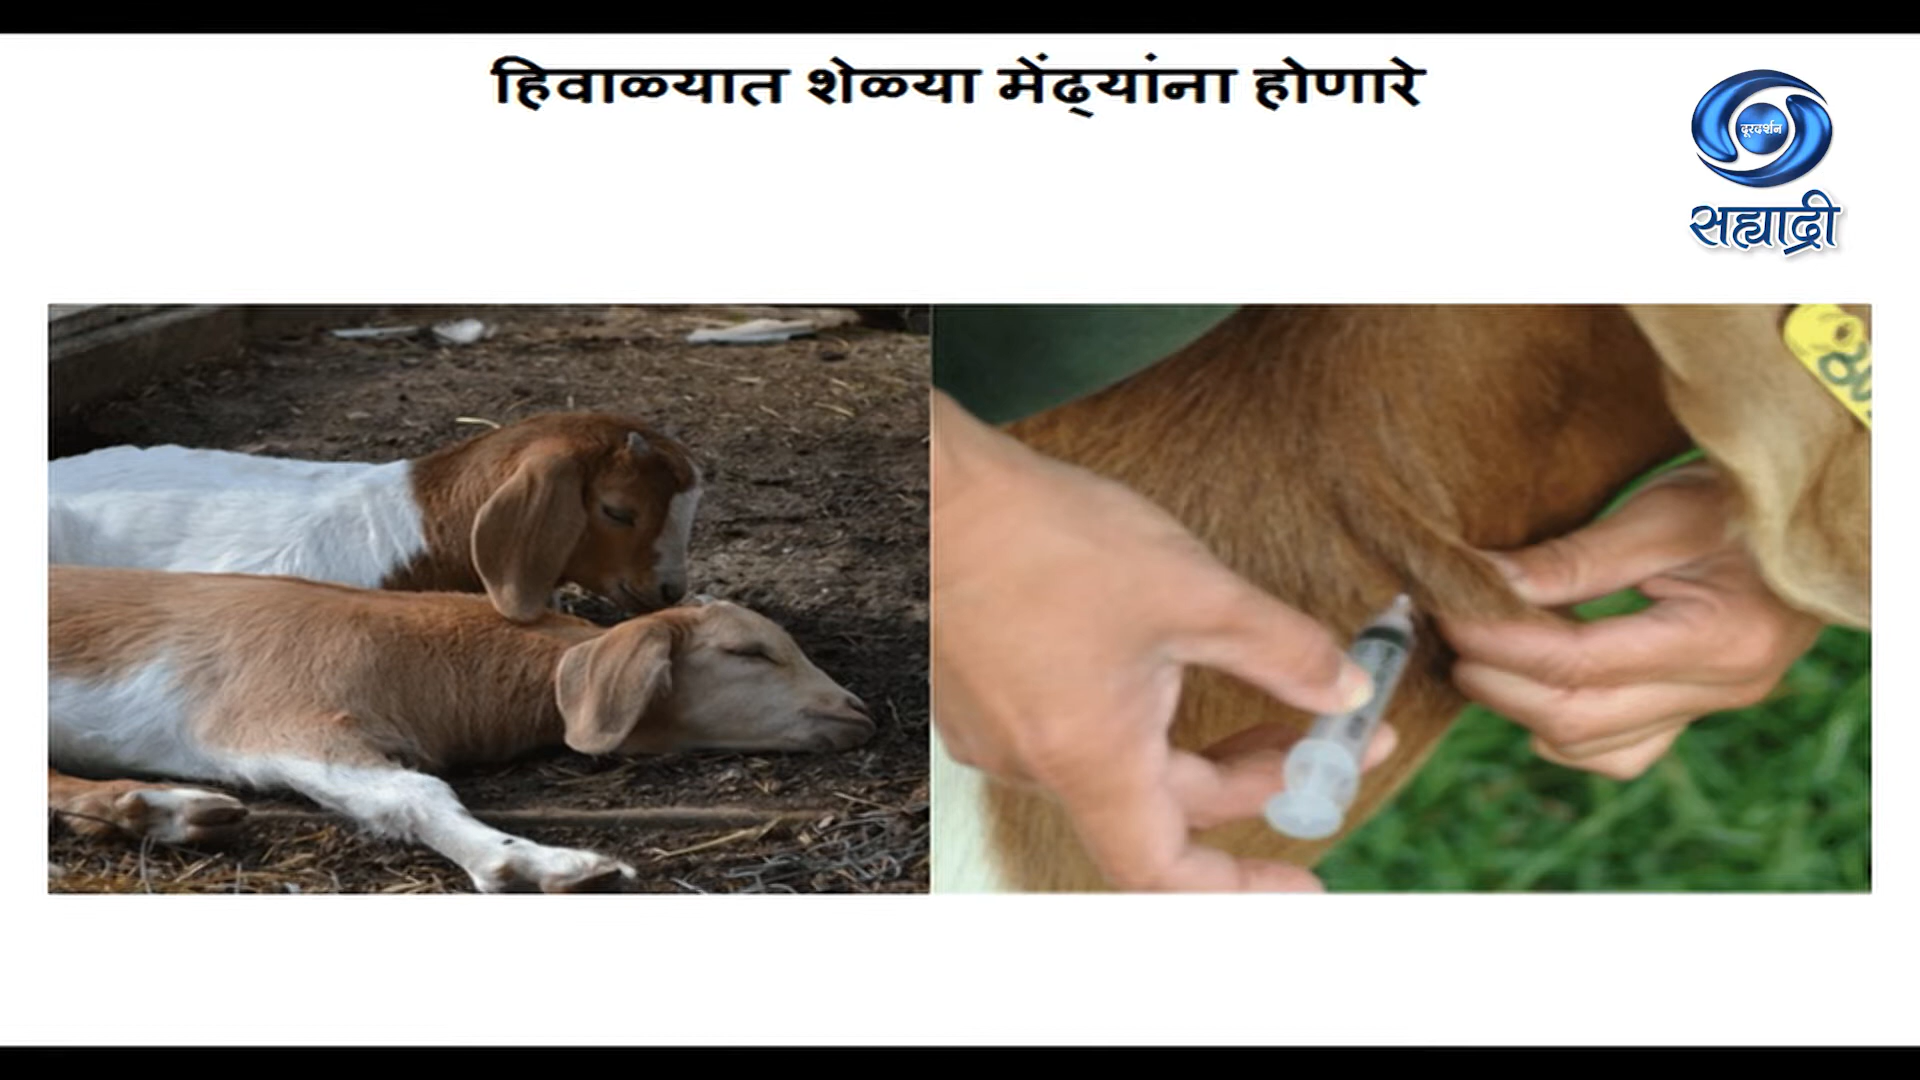 हिवाळ्यात शेळ्या मेंढ्यांना होणारे
दूरदर्शन
सह्याद्री